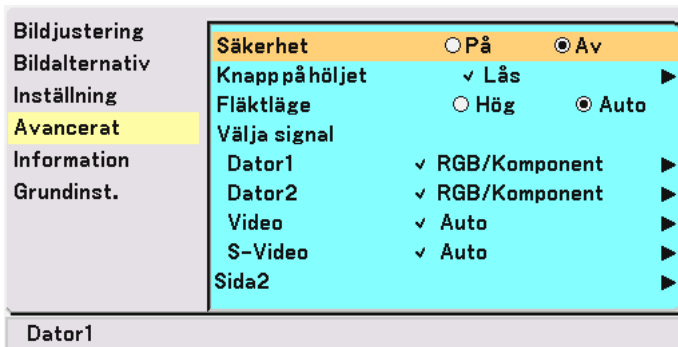 Bildjustering
Bildalternativ
Inställning
Avancerat
Information
Grundinst.
Säkerhet På Av
Knapp på höljet Lås
Fläktläge Hög Auto
Välja signal
Dator1 RGB/Komponent
Dator2 RGB/Komponent
Video Auto
S-Video Auto
Sida2
Dator1